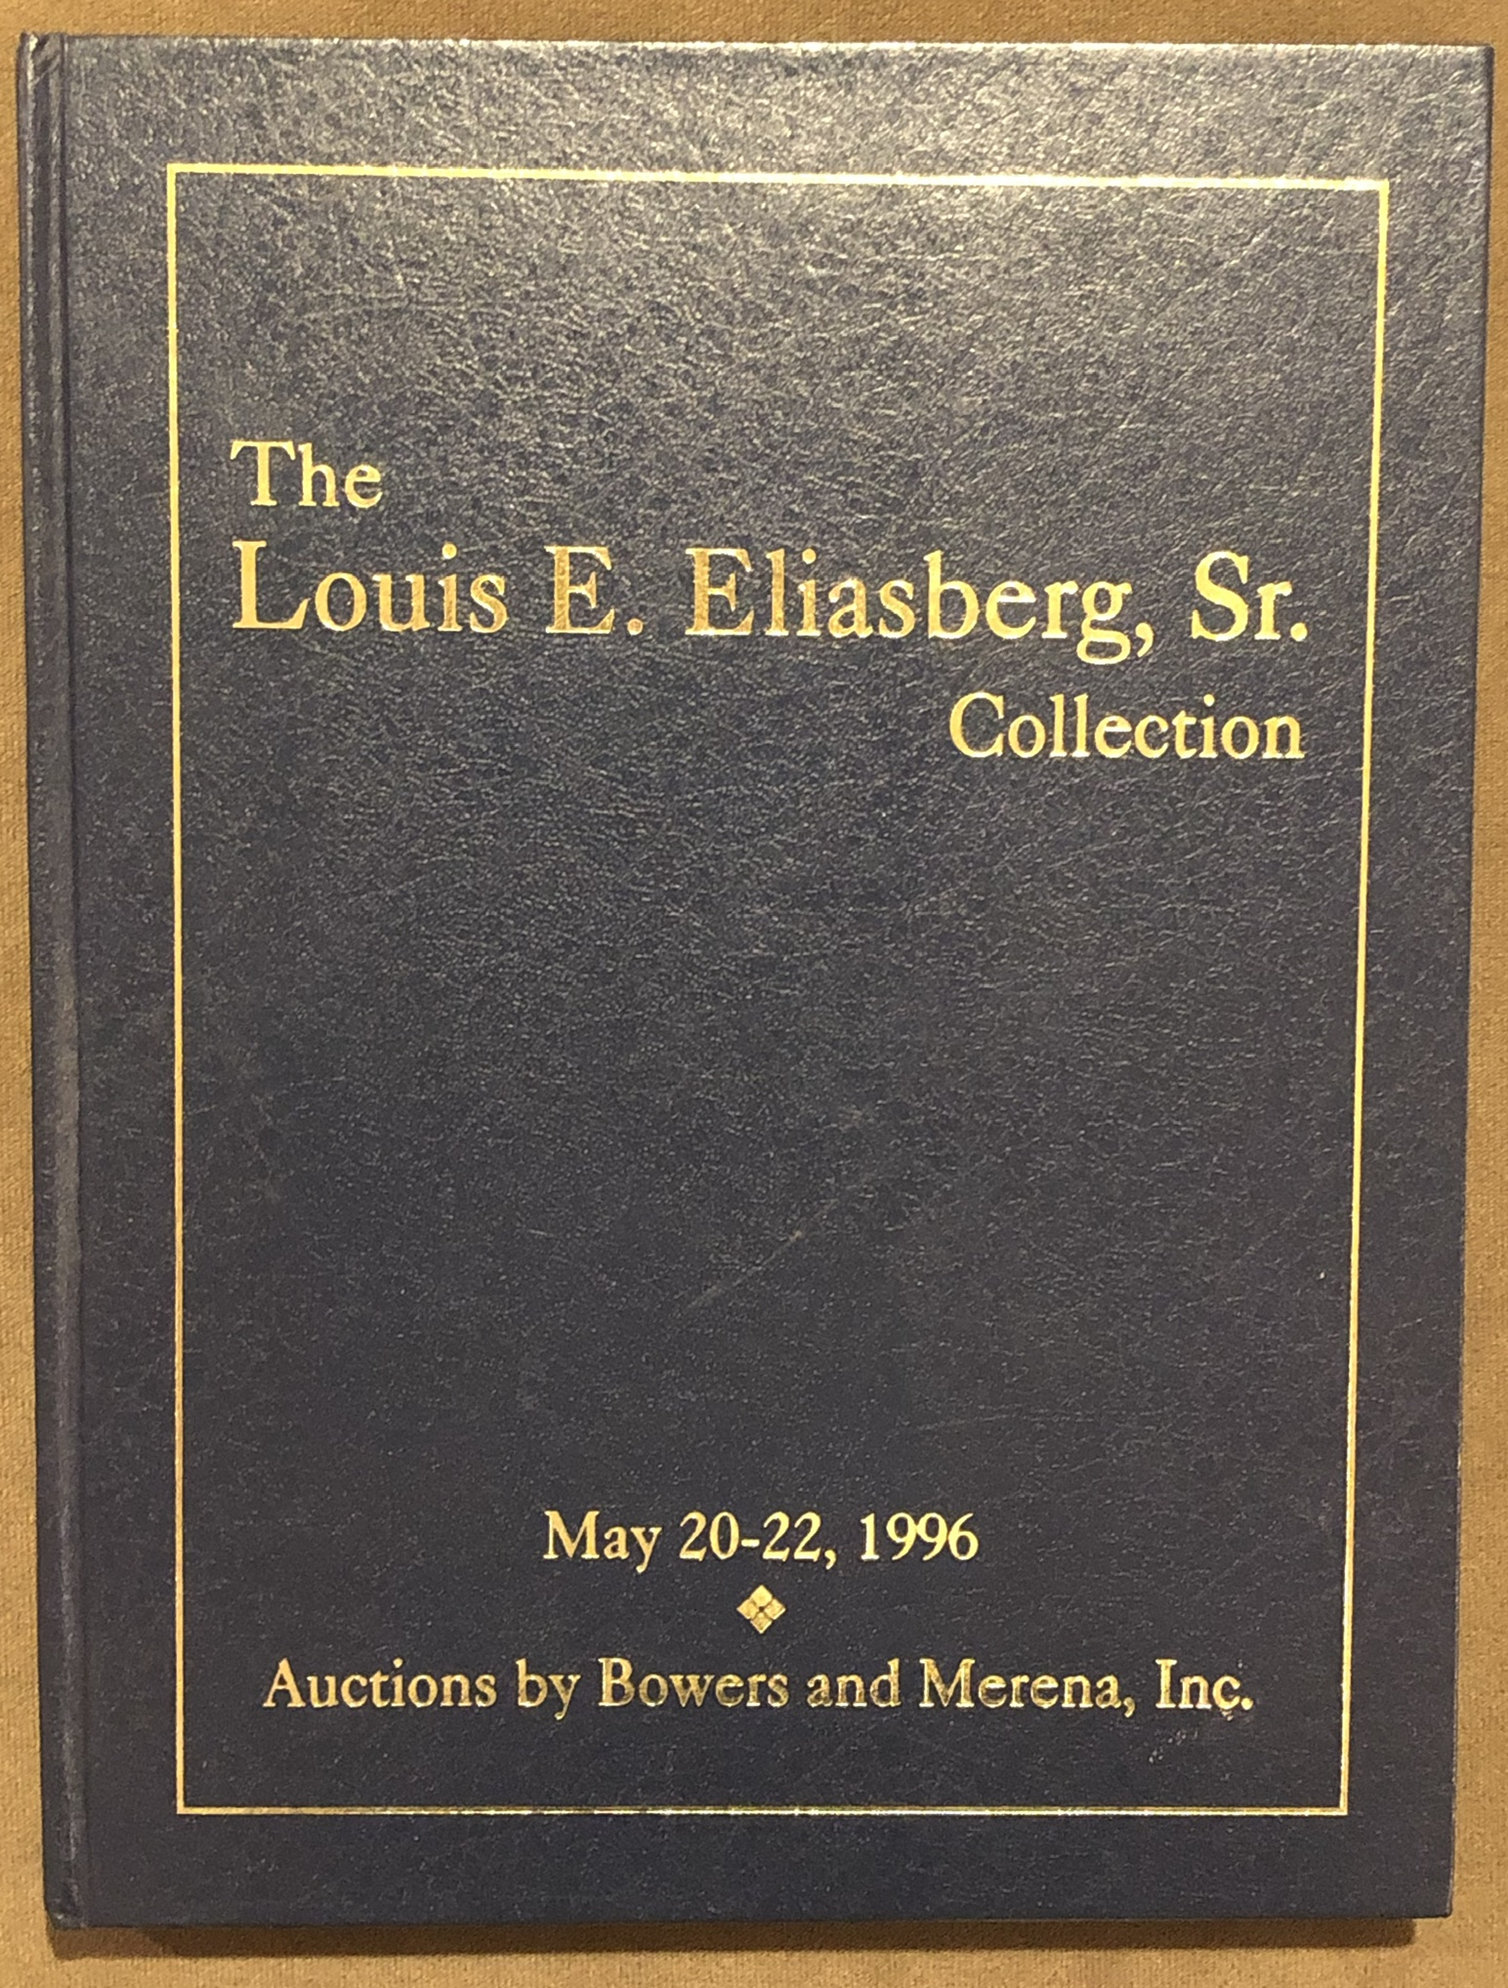 The
Louis E. Eliasberg, Sr.
Collection
May 20-22, 1996
Auctions by Bowers and Merena, Inc.